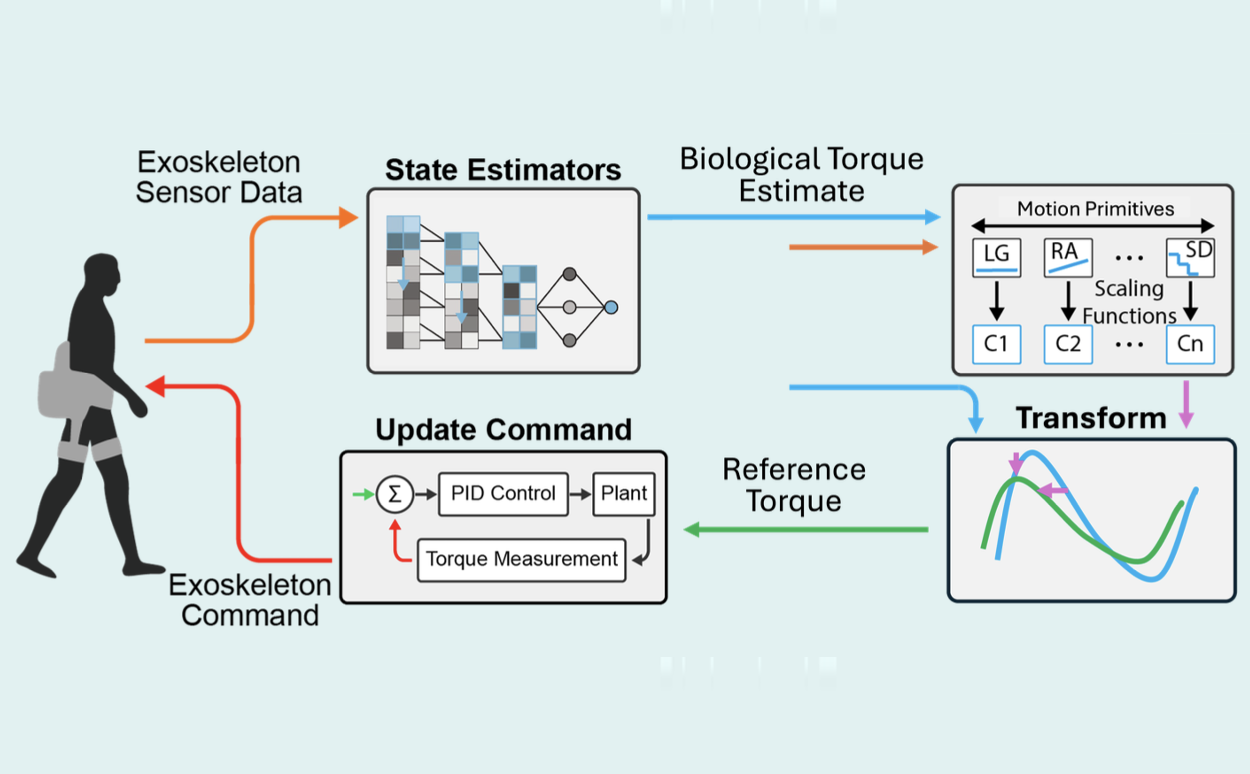 Exoskeleton
Sensor Data
State Estimators
Biological Torque
Estimate
Motion Primitives
LG
RA
...
SD
Scaling
Functions
C1
C2
...
Cn
Transform
Update Command
Σ
PID Control
Plant
Torque Measurement
Reference
Torque
Exoskeleton
Command